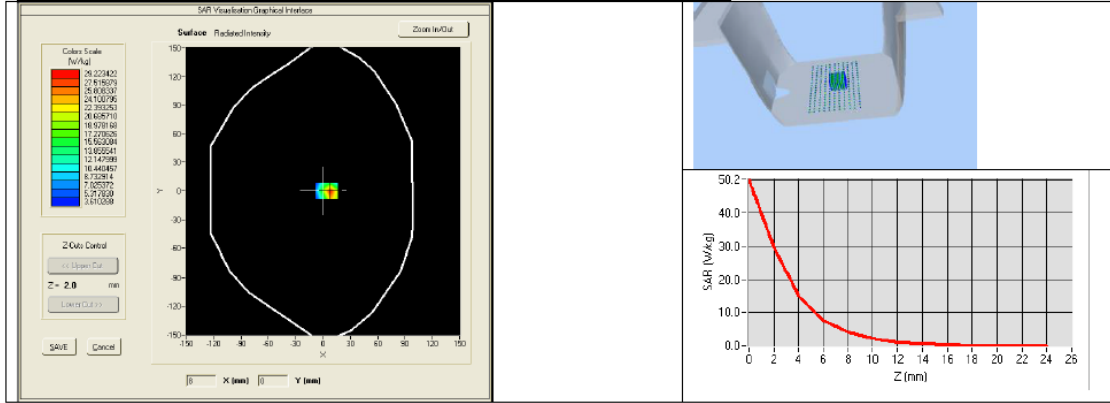 SAR Visualisation Graphical Interface
Surface Radiated Intensity
Zoom In/Out
Colors Scale
(W/kg)
29.223422
27.515879
25.808337
24.100795
22.393253
20.685710
18.978168
17.270626
15.563084
13.855541
12.147999
10.440457
8.732914
7.025372
5.317830
3.610288
Z-Cuts Control
<< Upper Cut
Z = 2.0 mm
Lower Cut >>
SAVE Cancel
Y
150-
120-
90-
60-
30-
0-
-30-
-60-
-90-
-120-
-150-
-150 -120 -90 -60 -30 0 30 60 90 120 150
X
8 X (mm) 0 Y (mm)
SAR (W/kg)
50.2-
40.0-
30.0-
20.0-
10.0-
0.0-
0 2 4 6 8 10 12 14 16 18 20 22 24 26
Z (mm)